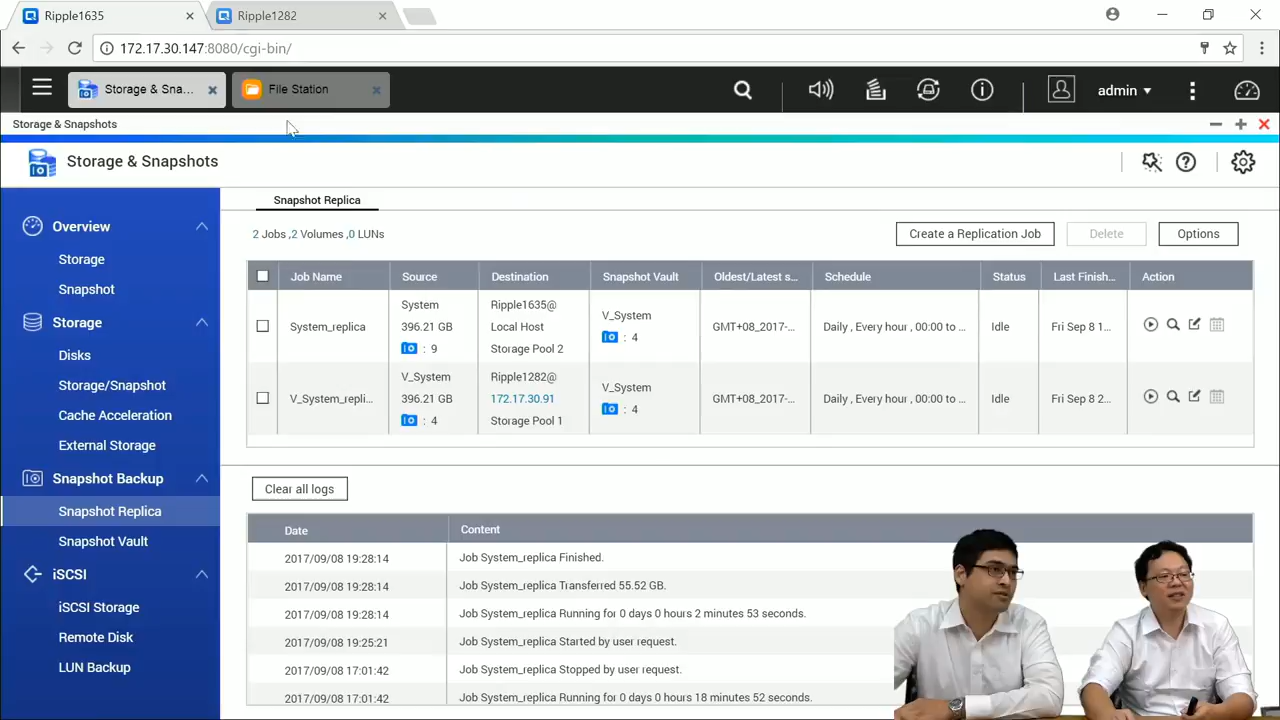 Ripple1635
Ripple1282
172.17.30.147:8080/cgi-bin/
Storage & Sna...
File Station
admin
Storage & Snapshots
Storage & Snapshots
Overview
Storage
Snapshot
Storage
Disks
Storage/Snapshot
Cache Acceleration
External Storage
Snapshot Backup
Snapshot Replica
Snapshot Vault
iSCSI
iSCSI Storage
Remote Disk
LUN Backup
Snapshot Replica
2 Jobs ,2 Volumes ,0 LUNs
Create a Replication Job
Delete
Options
Job Name Source Destination Snapshot Vault Oldest/Latest s... Schedule Status Last Finish... Action
System_replica
System
396.21 GB
: 9
Ripple1635@
Local Host
Storage Pool 2
V_System
: 4
GMT+08_2017-...
Daily , Every hour , 00:00 to ...
Idle
Fri Sep 8 1...
V_System_repli...
V_System
396.21 GB
: 4
Ripple1282@
172.17.30.91
Storage Pool 1
V_System
: 4
GMT+08_2017-...
Daily , Every hour , 00:00 to ...
Idle
Fri Sep 8 2...
Clear all logs
Date Content
2017/09/08 19:28:14 Job System_replica Finished.
2017/09/08 19:28:14 Job System_replica Transferred 55.52 GB.
2017/09/08 19:28:14 Job System_replica Running for 0 days 0 hours 2 minutes 53 seconds.
2017/09/08 19:25:21 Job System_replica Started by user request.
2017/09/08 17:01:42 Job System_replica Stopped by user request.
2017/09/08 17:01:42 Job System_replica Running for 0 days 0 hours 18 minutes 52 seconds.